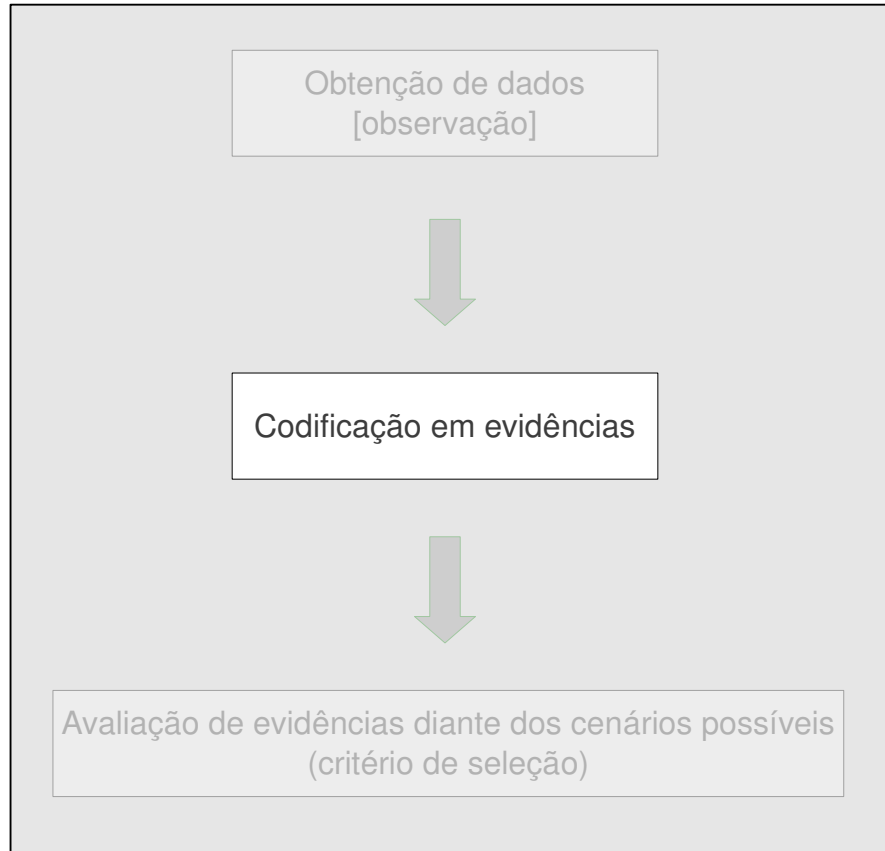 Obtenção de dados
[observação]
Codificação em evidências
Avaliação de evidências diante dos cenários possíveis
(critério de seleção)